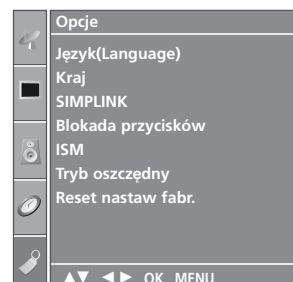 Opcje
Język(Language)
Kraj
SIMPLINK
Blokada przycisków
ISM
Tryb oszczędny
Reset nastaw fabr.
▲▼ ◄► OK MENU